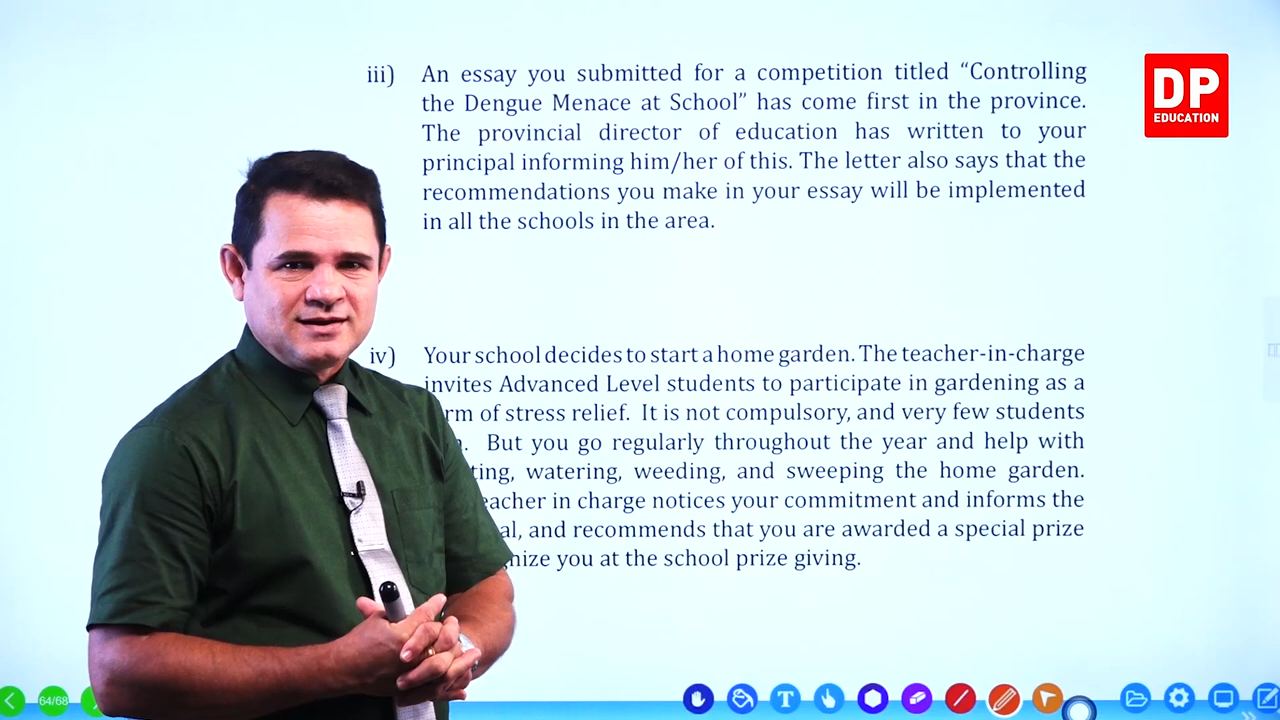 DP
EDUCATION
iii) An essay you submitted for a competition titled “Controlling
the Dengue Menace at School” has come first in the province.
The provincial director of education has written to your
principal informing him/her of this. The letter also says that the
recommendations you make in your essay will be implemented
in all the schools in the area.
iv) Your school decides to start a home garden. The teacher-in-charge
invites Advanced Level students to participate in gardening as a
of stress relief. It is not compulsory, and very few students
But you go regularly throughout the year and help with
watering, weeding, and sweeping the home garden.
in charge notices your commitment and informs the
and recommends that you are awarded a special prize
you at the school prize giving.
64/68
T